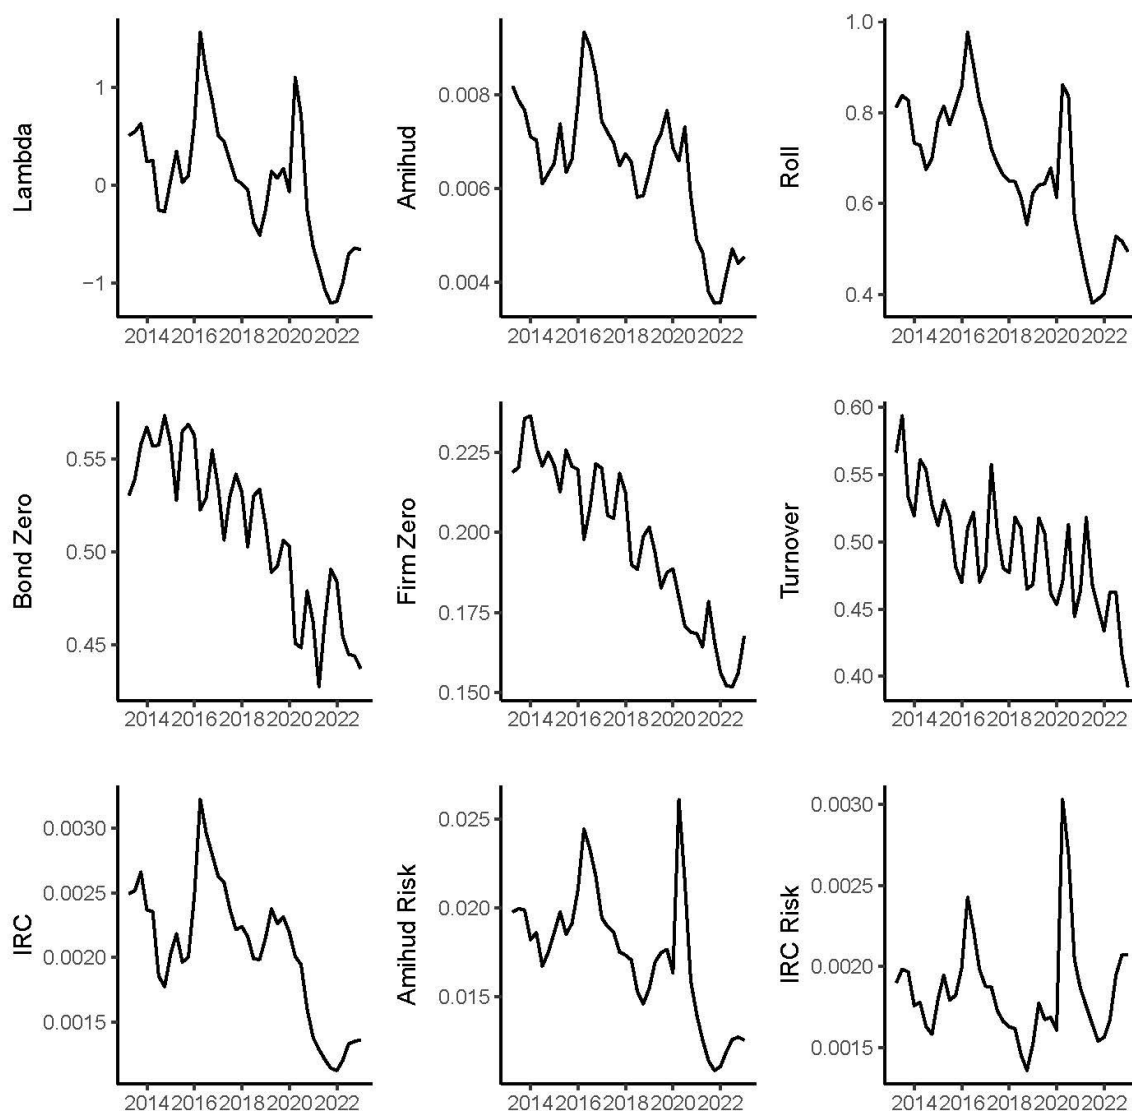 Lambda
1
0
−1
2014 2016 2018 2020 2022
Amihud
0.008
0.006
0.004
2014 2016 2018 2020 2022
Roll
1.0
0.8
0.6
0.4
2014 2016 2018 2020 2022
Bond Zero
0.55
0.50
0.45
2014 2016 2018 2020 2022
Firm Zero
0.225
0.200
0.175
0.150
2014 2016 2018 2020 2022
Turnover
0.60
0.55
0.50
0.45
0.40
2014 2016 2018 2020 2022
IRC
0.0030
0.0025
0.0020
0.0015
2014 2016 2018 2020 2022
Amihud Risk
0.025
0.020
0.015
2014 2016 2018 2020 2022
IRC Risk
0.0030
0.0025
0.0020
0.0015
2014 2016 2018 2020 2022